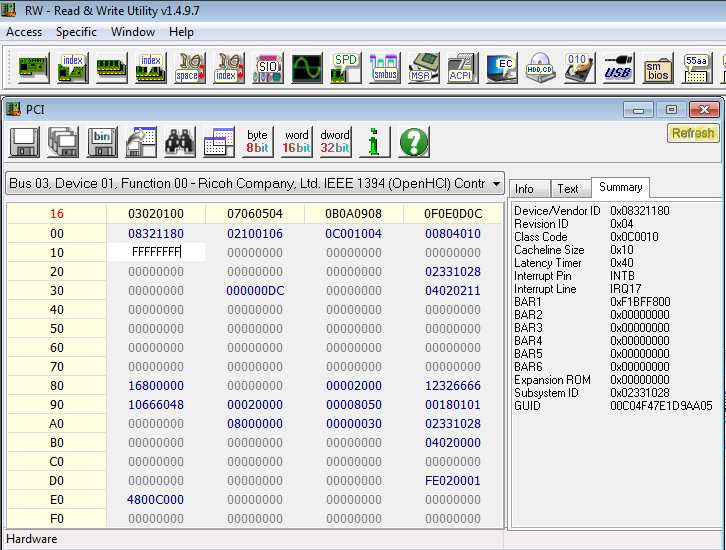 RW - Read & Write Utility v1.4.9.7
Access Specific Window Help
index index space index SIO SPD smbus MSR ACPI EC HDD,CD 010 USB sm bios 55aa
PCI
bin byte 8bit word 16bit dword 32bit i ?
Refresh
Bus 03, Device 01, Function 00 - Ricoh Company, Ltd. IEEE 1394 (OpenHCI) Contr
Info Text Summary
16 03020100 07060504 0B0A0908 0F0E0D0C
00 08321180 02100106 0C001004 00804010
10 FFFFFFFF 00000000 00000000 00000000
20 00000000 00000000 00000000 02331028
30 00000000 000000DC 00000000 04020211
40 00000000 00000000 00000000 00000000
50 00000000 00000000 00000000 00000000
60 00000000 00000000 00000000 00000000
70 00000000 00000000 00000000 00000000
80 16800000 00000000 00002000 12326666
90 10666048 00020000 00008050 00180101
A0 00000000 08000000 00000030 02331028
B0 00000000 00000000 00000000 04020000
C0 00000000 00000000 00000000 00000000
D0 00000000 00000000 00000000 FE020001
E0 4800C000 00000000 00000000 00000000
F0 00000000 00000000 00000000 00000000
Device/Vendor ID 0x08321180
Revision ID 0x04
Class Code 0x0C0010
Cacheline Size 0x10
Latency Timer 0x40
Interrupt Pin INTB
Interrupt Line IRQ17
BAR1 0xF1BFF800
BAR2 0x00000000
BAR3 0x00000000
BAR4 0x00000000
BAR5 0x00000000
BAR6 0x00000000
Expansion ROM 0x00000000
Subsystem ID 0x02331028
GUID 00C04F47E1D9AA05
Hardware